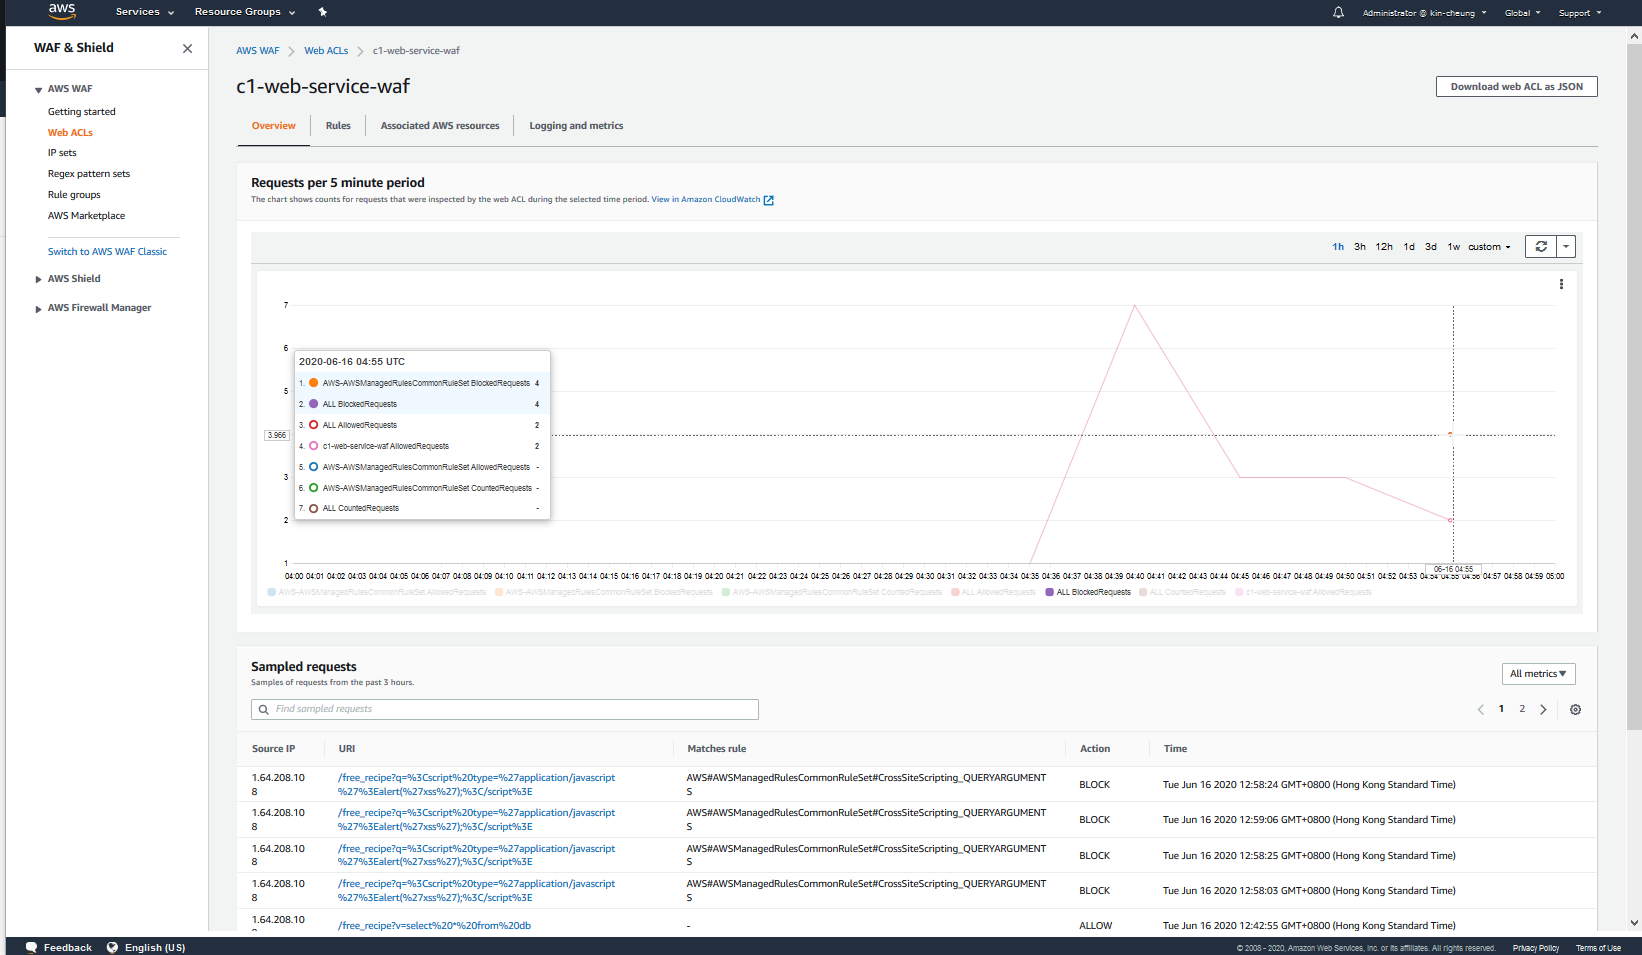 aws
Services
Resource Groups
Administrator @ kin-cheung
Global
Support
WAF & Shield
AWS WAF
Getting started
Web ACLs
IP sets
Regex pattern sets
Rule groups
AWS Marketplace
Switch to AWS WAF Classic
AWS Shield
AWS Firewall Manager
AWS WAF
Web ACLs
c1-web-service-waf
c1-web-service-waf
Download web ACL as JSON
Overview
Rules
Associated AWS resources
Logging and metrics
Requests per 5 minute period
The chart shows counts for requests that were inspected by the web ACL during the selected time period. View in Amazon CloudWatch
1h 3h 12h 1d 3d 1w custom
7
6
5
3.966
3
2
1
2020-06-16 04:55 UTC
1. AWS-AWSManagedRulesCommonRuleSet BlockedRequests 4
2. ALL BlockedRequests 4
3. ALL AllowedRequests 2
4. c1-web-service-waf AllowedRequests 2
5. AWS-AWSManagedRulesCommonRuleSet AllowedRequests -
6. AWS-AWSManagedRulesCommonRuleSet CountedRequests -
7. ALL CountedRequests -
06-16 04:55
04:00 04:01 04:02 04:03 04:04 04:05 04:06 04:07 04:08 04:09 04:10 04:11 04:12 04:13 04:14 04:15 04:16 04:17 04:18 04:19 04:20 04:21 04:22 04:23 04:24 04:25 04:26 04:27 04:28 04:29 04:30 04:31 04:32 04:33 04:34 04:35 04:36 04:37 04:38 04:39 04:40 04:41 04:42 04:43 04:44 04:45 04:46 04:47 04:48 04:49 04:50 04:51 04:52 04:53 04:54 04:55 04:56 04:57 04:58 04:59 05:00
AWS-AWSManagedRulesCommonRuleSet AllowedRequests AWS-AWSManagedRulesCommonRuleSet BlockedRequests AWS-AWSManagedRulesCommonRuleSet CountedRequests ALL AllowedRequests ALL BlockedRequests ALL CountedRequests c1-web-service-waf AllowedRequests
Sampled requests
Samples of requests from the past 3 hours.
All metrics
Find sampled requests
1 2
Source IP URI Matches rule Action Time
1.64.208.10 /free_recipe?q=%3Cscript%20type=%27application/javascript AWS#AWSManagedRulesCommonRuleSet#CrossSiteScripting_QUERYARGUMENT
8 %27%3Ealert(%27xss%27);%3C/script%3E S BLOCK Tue Jun 16 2020 12:58:24 GMT+0800 (Hong Kong Standard Time)
1.64.208.10 /free_recipe?q=%3Cscript%20type=%27application/javascript AWS#AWSManagedRulesCommonRuleSet#CrossSiteScripting_QUERYARGUMENT
8 %27%3Ealert(%27xss%27);%3C/script%3E S BLOCK Tue Jun 16 2020 12:59:06 GMT+0800 (Hong Kong Standard Time)
1.64.208.10 /free_recipe?q=%3Cscript%20type=%27application/javascript AWS#AWSManagedRulesCommonRuleSet#CrossSiteScripting_QUERYARGUMENT
8 %27%3Ealert(%27xss%27);%3C/script%3E S BLOCK Tue Jun 16 2020 12:58:25 GMT+0800 (Hong Kong Standard Time)
1.64.208.10 /free_recipe?q=%3Cscript%20type=%27application/javascript AWS#AWSManagedRulesCommonRuleSet#CrossSiteScripting_QUERYARGUMENT
8 %27%3Ealert(%27xss%27);%3C/script%3E S BLOCK Tue Jun 16 2020 12:58:03 GMT+0800 (Hong Kong Standard Time)
1.64.208.10 /free_recipe?v=select%20*%20from%20db - ALLOW Tue Jun 16 2020 12:42:55 GMT+0800 (Hong Kong Standard Time)
Feedback
English (US)
© 2008 - 2020, Amazon Web Services, Inc. or its affiliates. All rights reserved.
Privacy Policy
Terms of Use